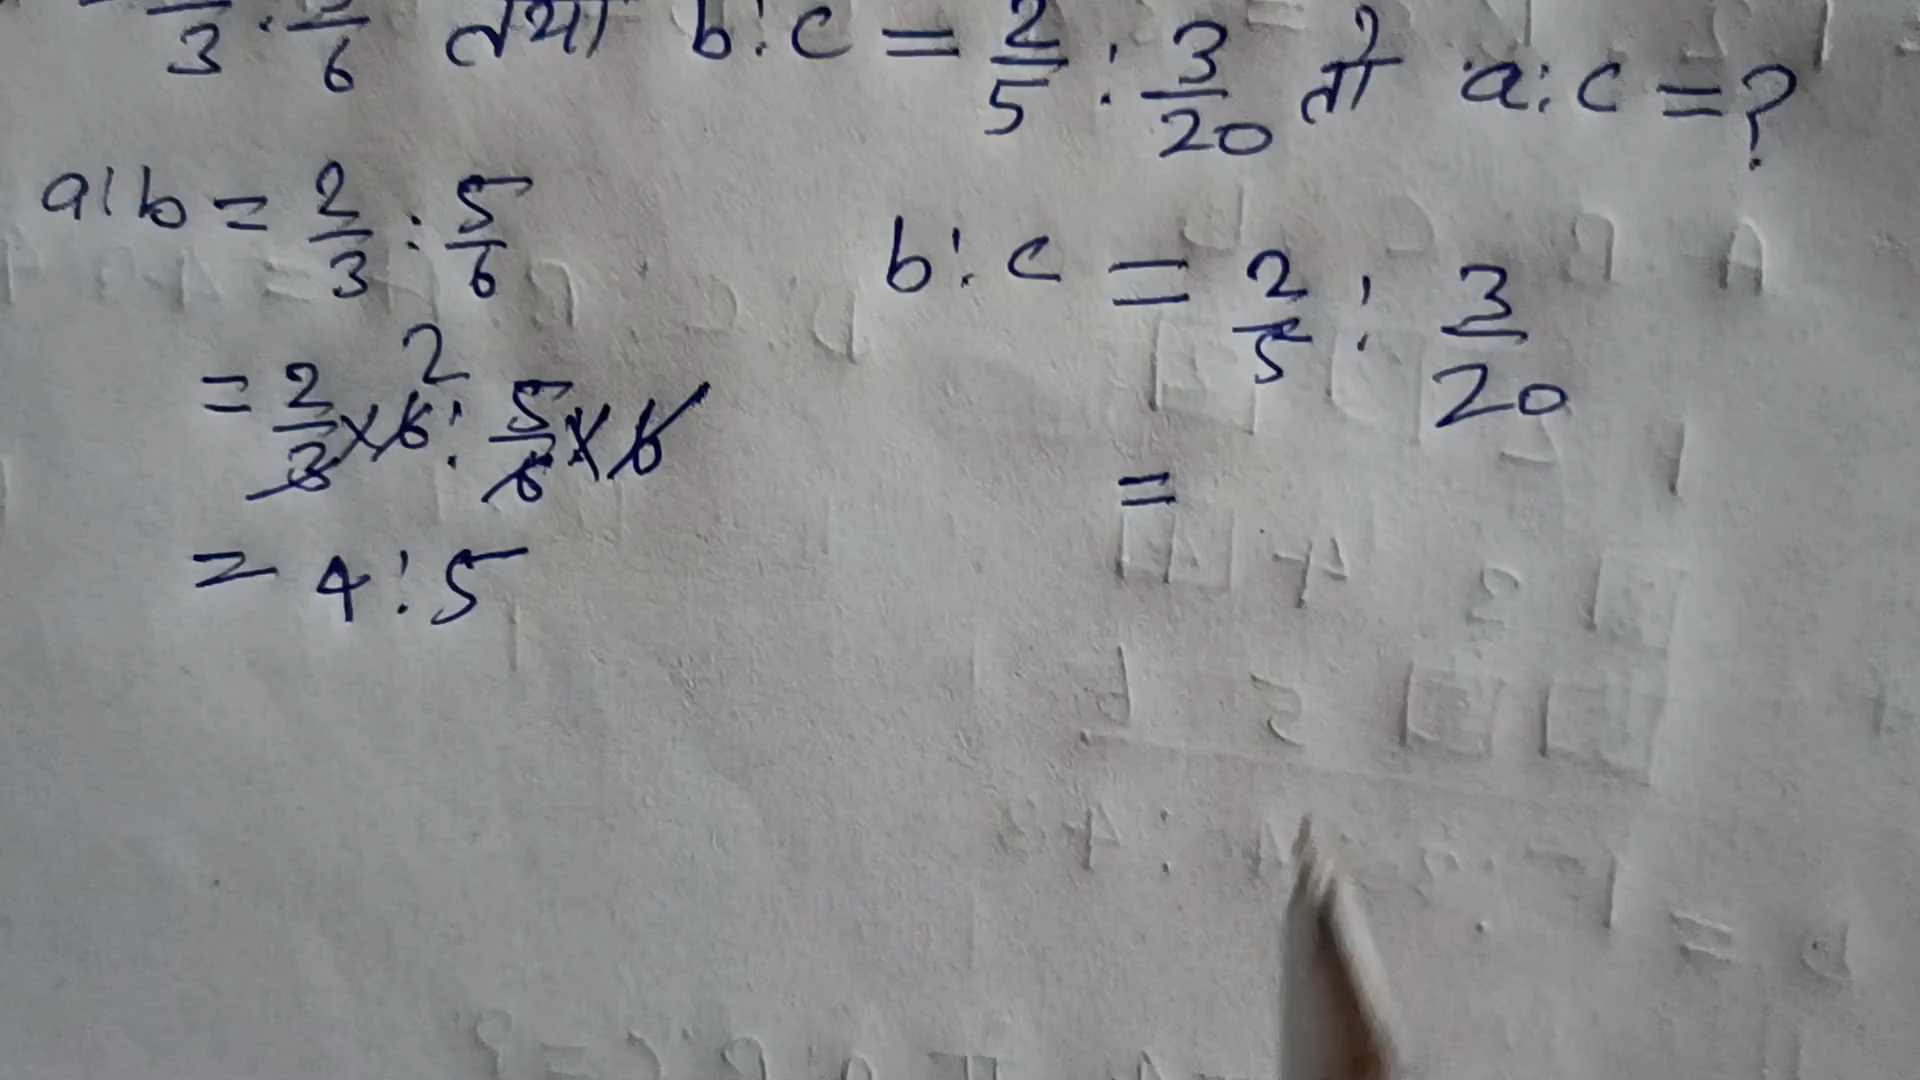 3 : 6 तथा b:c = 2/5 : 3/20 तो a:c = ?
a:b = 2/3 : 5/6
b:c = 2/5 : 3/20
= 2/3 × 6 2 : 5/6 × 6
=
= 4:5